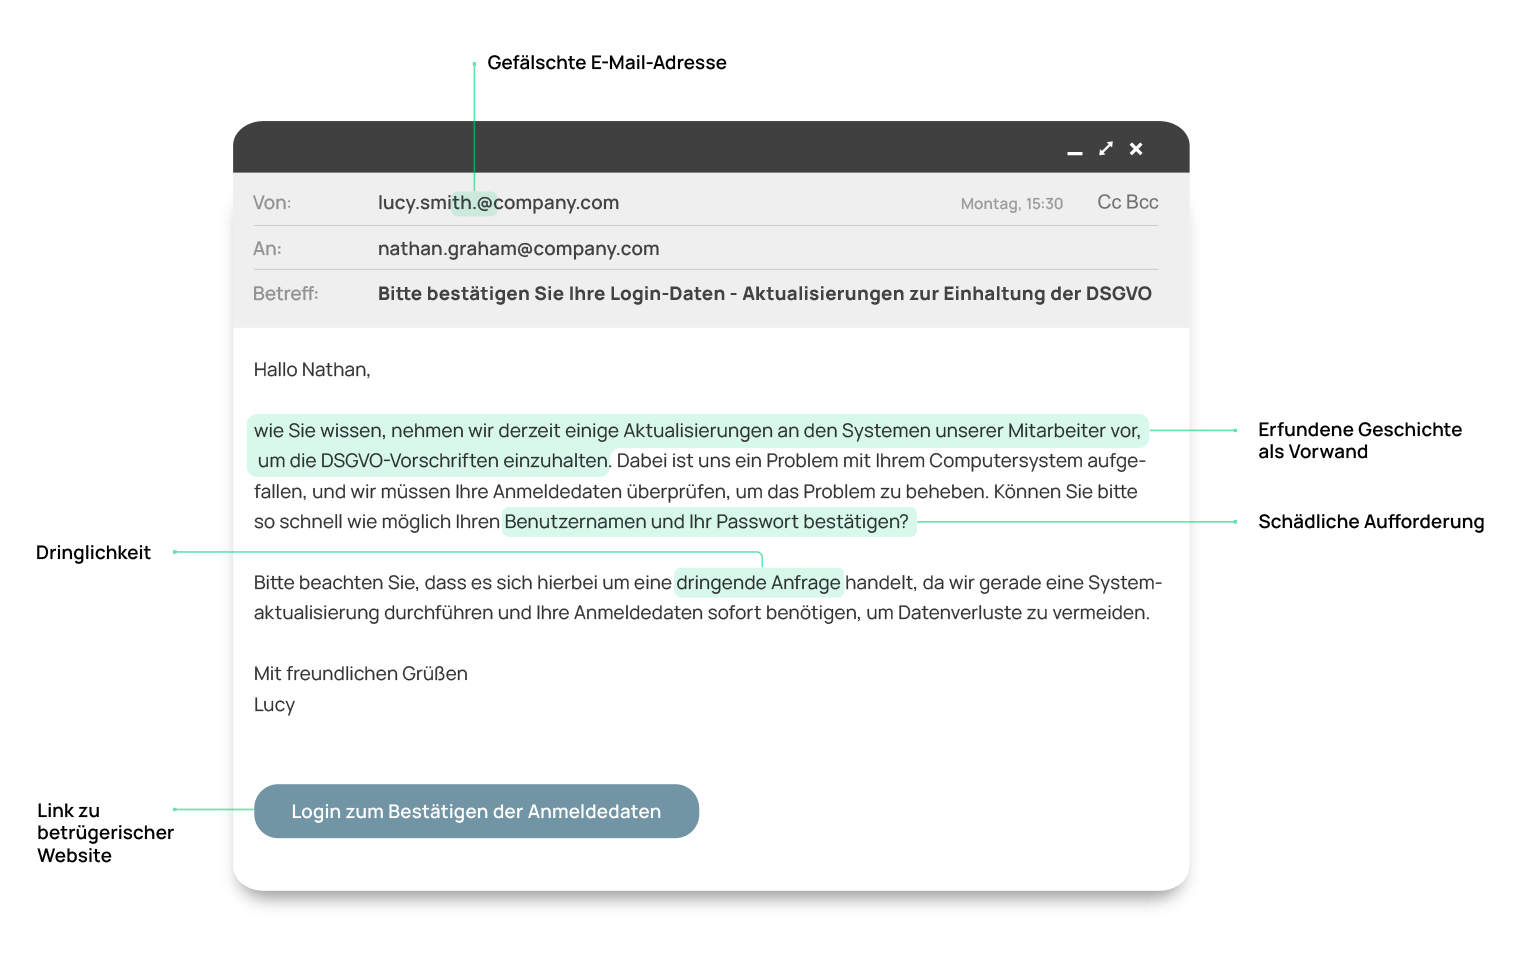 Gefälschte E-Mail-Adresse
Von: lucy.smith.@company.com Montag, 15:30 Cc Bcc
An: nathan.graham@company.com
Betreff: Bitte bestätigen Sie Ihre Login-Daten - Aktualisierungen zur Einhaltung der DSGVO
Hallo Nathan,
wie Sie wissen, nehmen wir derzeit einige Aktualisierungen an den Systemen unserer Mitarbeiter vor,
um die DSGVO-Vorschriften einzuhalten. Dabei ist uns ein Problem mit Ihrem Computersystem aufge-
fallen, und wir müssen Ihre Anmeldedaten überprüfen, um das Problem zu beheben. Können Sie bitte
so schnell wie möglich Ihren Benutzernamen und Ihr Passwort bestätigen?
Erfundene Geschichte
als Vorwand
Schädliche Aufforderung
Dringlichkeit
Bitte beachten Sie, dass es sich hierbei um eine dringende Anfrage handelt, da wir gerade eine System-
aktualisierung durchführen und Ihre Anmeldedaten sofort benötigen, um Datenverluste zu vermeiden.
Mit freundlichen Grüßen
Lucy
Link zu
betrügerischer
Website
Login zum Bestätigen der Anmeldedaten